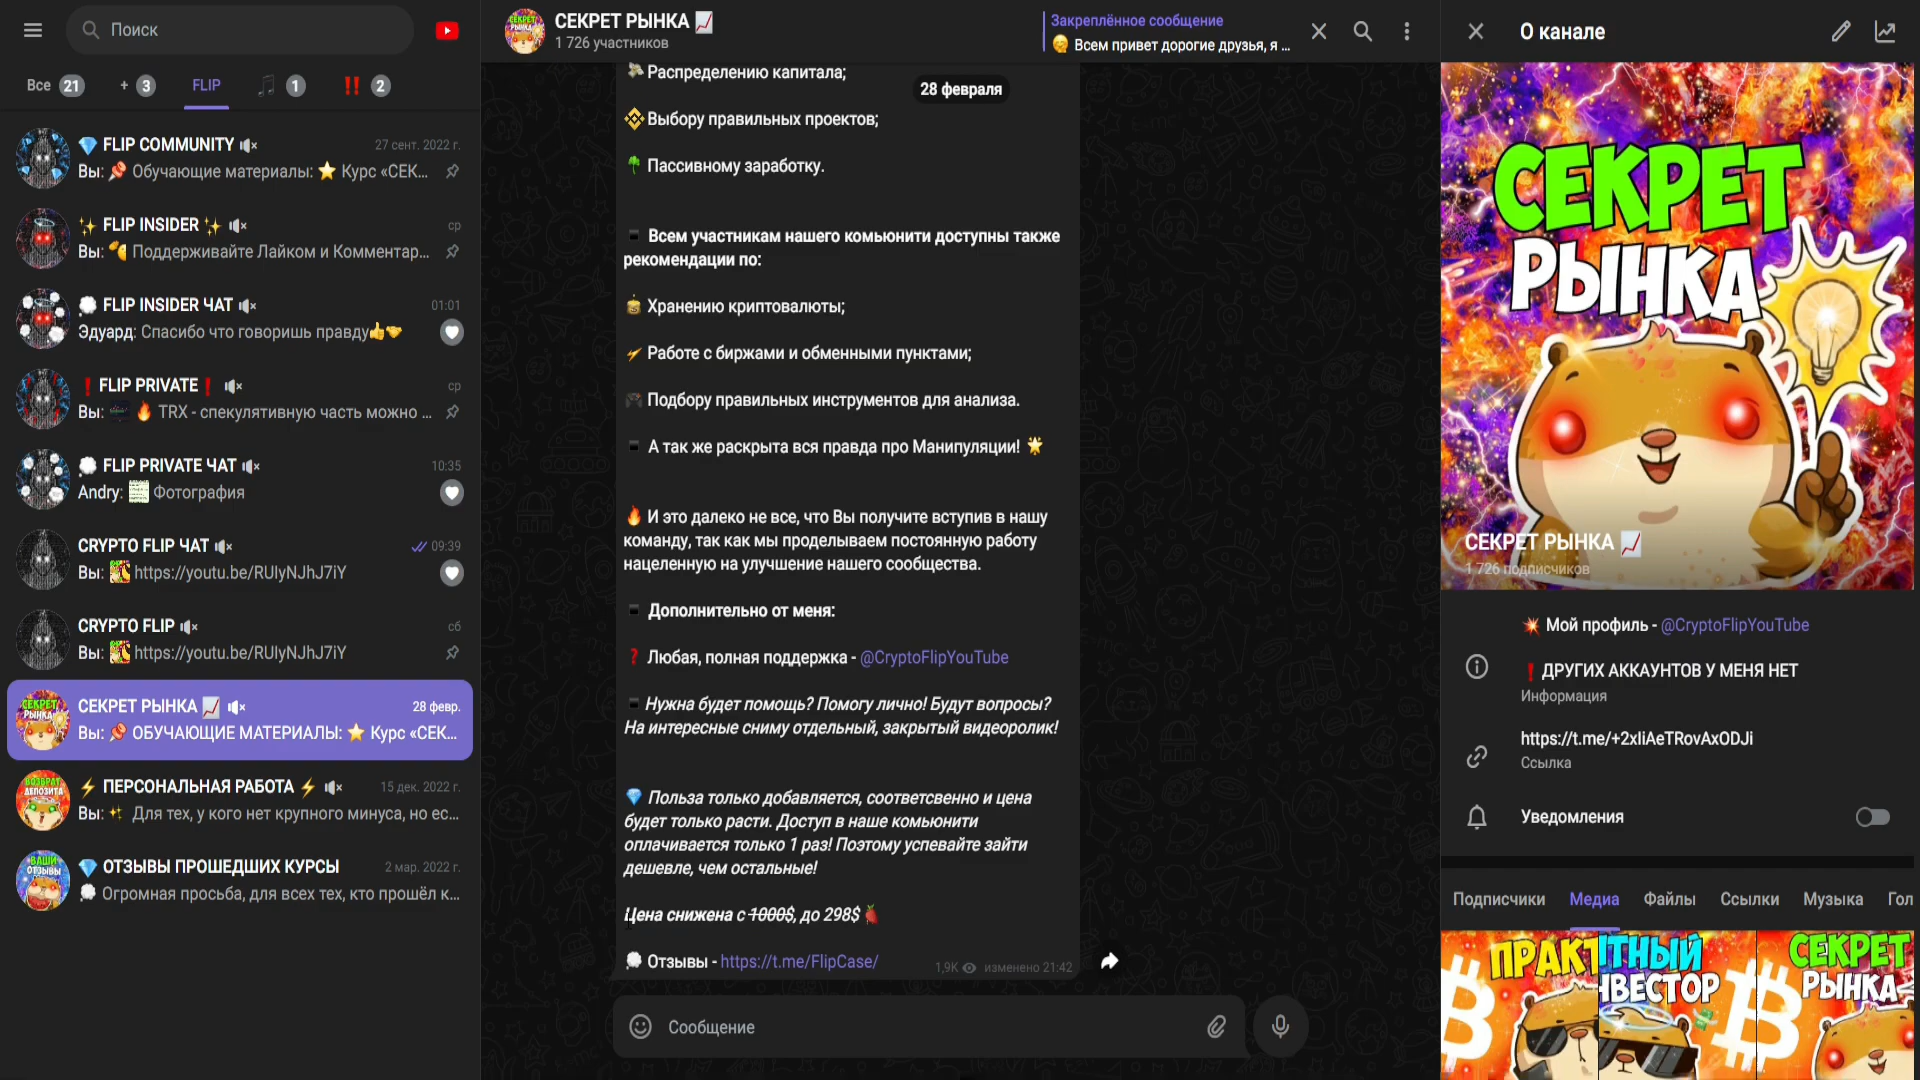 Поиск
Все 21
+ 3
FLIP
1
2
FLIP COMMUNITY
27 сент. 2022 г.
Вы: Обучающие материалы: Курс «СЕК...
FLIP INSIDER
ср
Вы: Поддерживайте Лайком и Комментар...
FLIP INSIDER ЧАТ
01:01
Эдуард: Спасибо что говоришь правду
FLIP PRIVATE
ср
Вы: TRX - спекулятивную часть можно ...
FLIP PRIVATE ЧАТ
10:35
Andry: Фотография
CRYPTO FLIP ЧАТ
09:39
Вы: https://youtu.be/RUlyNJhJ7iY
CRYPTO FLIP
сб
Вы: https://youtu.be/RUlyNJhJ7iY
СЕКРЕТ РЫНКА
28 февр.
Вы: ОБУЧАЮЩИЕ МАТЕРИАЛЫ: Курс «СЕК...
ПЕРСОНАЛЬНАЯ РАБОТА
15 дек. 2022 г.
Вы: Для тех, у кого нет крупного минуса, но ес...
ОТЗЫВЫ ПРОШЕДШИХ КУРСЫ
2 мар. 2022 г.
Огромная просьба, для всех тех, кто прошёл к...
СЕКРЕТ РЫНКА
1 726 участников
Закреплённое сообщение
Всем привет дорогие друзья, я ...
28 февраля
Распределению капитала;
Выбору правильных проектов;
Пассивному заработку.
Всем участникам нашего комьюнити доступны также
рекомендации по:
Хранению криптовалюты;
Работе с биржами и обменными пунктами;
Подбору правильных инструментов для анализа.
А так же раскрыта вся правда про Манипуляции!
И это далеко не все, что Вы получите вступив в нашу
команду, так как мы проделываем постоянную работу
нацеленную на улучшение нашего сообщества.
Дополнительно от меня:
Любая, полная поддержка - @CryptoFlipYouTube
Нужна будет помощь? Помогу лично! Будут вопросы?
На интересные сниму отдельный, закрытый видеоролик!
Польза только добавляется, соответсвенно и цена
будет только расти. Доступ в наше комьюнити
оплачивается только 1 раз! Поэтому успевайте зайти
дешевле, чем остальные!
Цена снижена с 1000$, до 298$
Отзывы - https://t.me/FlipCase/
1,9K изменено 21:42
Сообщение
О канале
СЕКРЕТ
РЫНКА
СЕКРЕТ РЫНКА
1 726 подписчиков
Мой профиль - @CryptoFlipYouTube
ДРУГИХ АККАУНТОВ У МЕНЯ НЕТ
Информация
https://t.me/+2xliAeTRovAxODJi
Ссылка
Уведомления
Подписчики Медиа Файлы Ссылки Музыка Гол
ПРАКТ
ІТНЫЙ
НВЕСТОР
СЕКРЕТ
РЫНКА